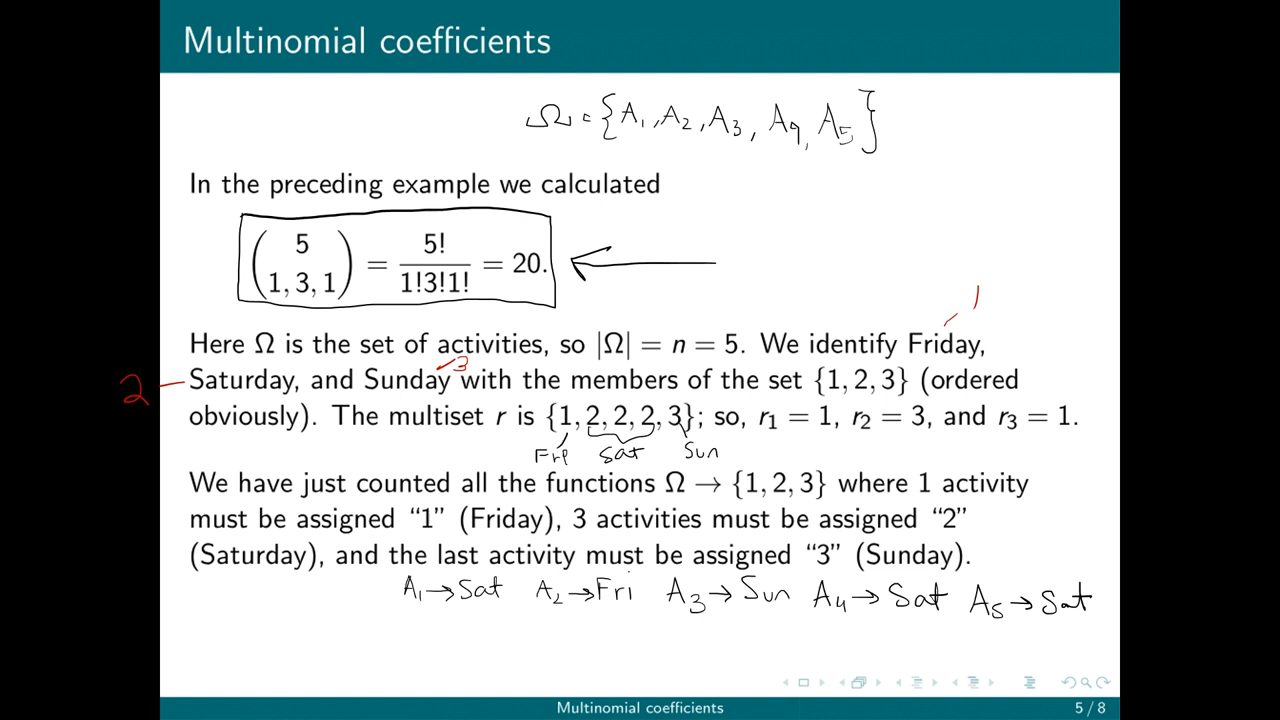 Multinomial coefficients
Ω = {A₁, A₂, A₃, A₄, A₅}
In the preceding example we calculated
(5 / 1, 3, 1) = 5! / 1!3!1! = 20.
1
Here Ω is the set of activities, so |Ω| = n = 5. We identify Friday,
3
2
Saturday, and Sunday with the members of the set {1, 2, 3} (ordered
obviously). The multiset r is {1, 2, 2, 2, 3}; so, r₁ = 1, r₂ = 3, and r₃ = 1.
Fri Sat Sun
We have just counted all the functions Ω → {1, 2, 3} where 1 activity
must be assigned “1” (Friday), 3 activities must be assigned “2”
(Saturday), and the last activity must be assigned “3” (Sunday).
A₁ → Sat A₂ → Fri A₃ → Sun A₄ → Sat A₅ → Sat
Multinomial coefficients 5 / 8